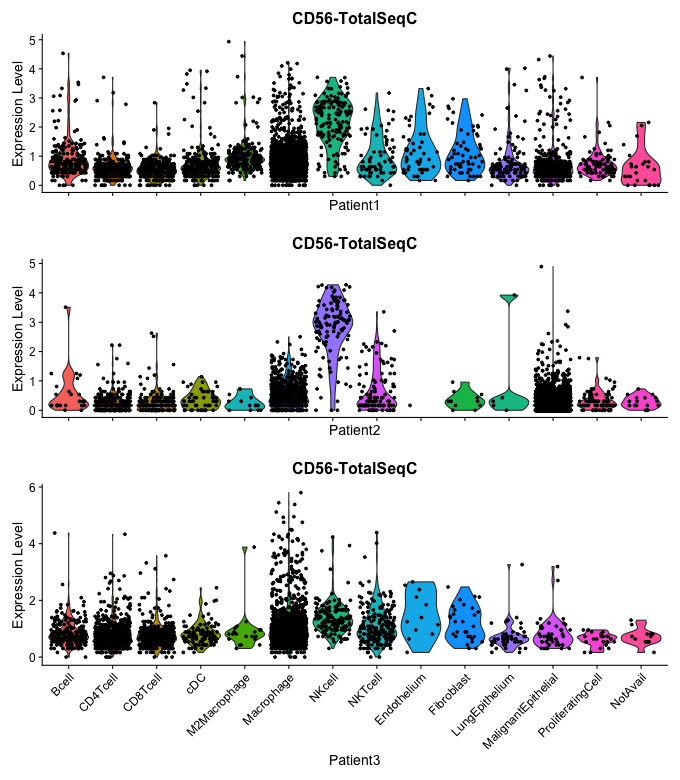 CD56-TotalSeqC
5
4
3
2
1
0
Expression Level
Patient1
CD56-TotalSeqC
5
4
3
2
1
0
Expression Level
Patient2
CD56-TotalSeqC
6
4
2
0
Expression Level
Bcell
CD4Tcell
CD8Tcell
cDC
M2Macrophage
Macrophage
NKcell
NKTcell
Endothelium
Fibroblast
LungEpithelium
MalignantEpithelial
ProliferatingCell
NotAvail
Patient3